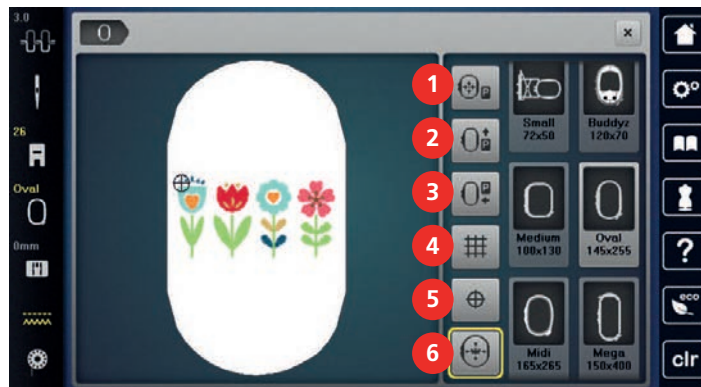 3.0
26
Oval
0mm
1
2
3
4
5
6
Small
72x50
Buddyz
120x70
Medium
100x130
Oval
145x255
Midi
165x265
Mega
150x400
?
eco
clr